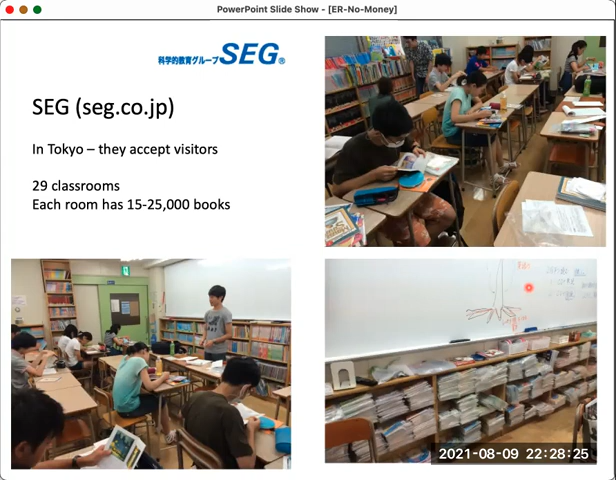 PowerPoint Slide Show - [ER-No-Money]
科学的教育グループSEG®
SEG (seg.co.jp)
In Tokyo – they accept visitors
29 classrooms
Each room has 15-25,000 books
2021-08-09 22:28:25